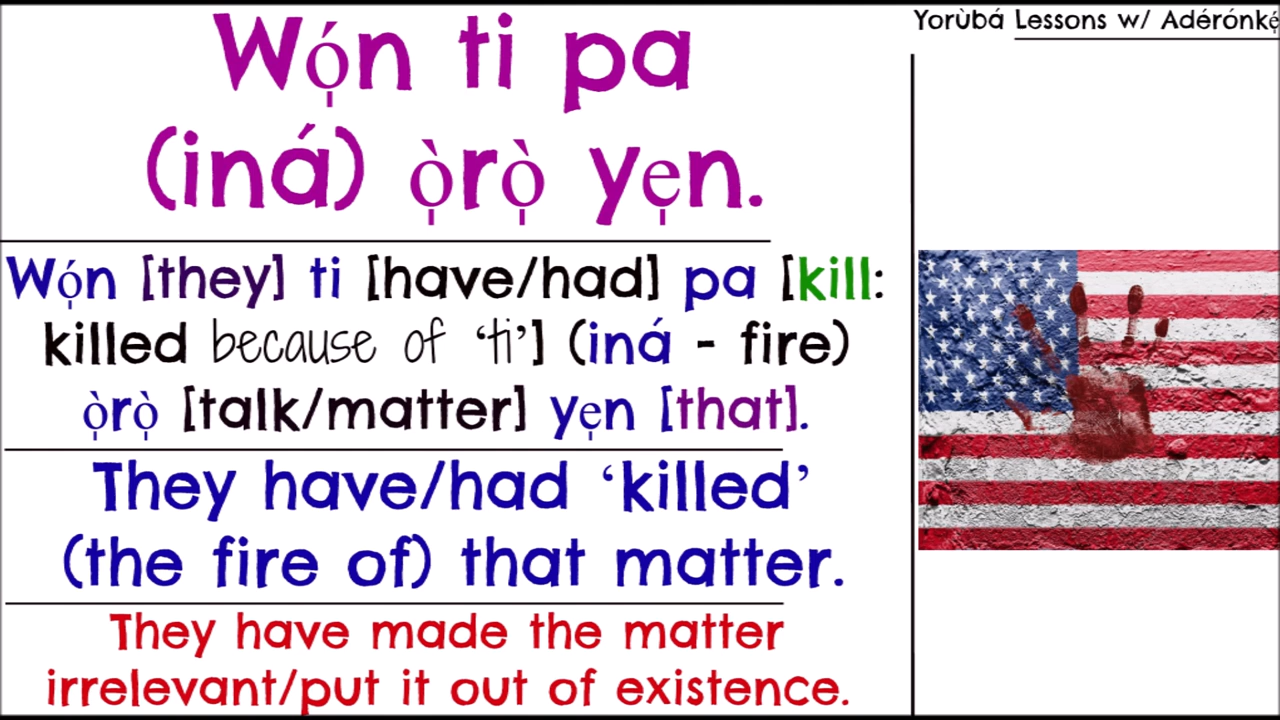 Yorùbá Lessons w/ Adérónkẹ́
Wọ́n ti pa
(iná) ọ̀rọ̀ yẹn.
Wọ́n [they] ti [have/had] pa [kill:
killed because of ‘ti’] (iná - fire)
ọ̀rọ̀ [talk/matter] yẹn [that].
They have/had ‘killed’
(the fire of) that matter.
They have made the matter
irrelevant/put it out of existence.